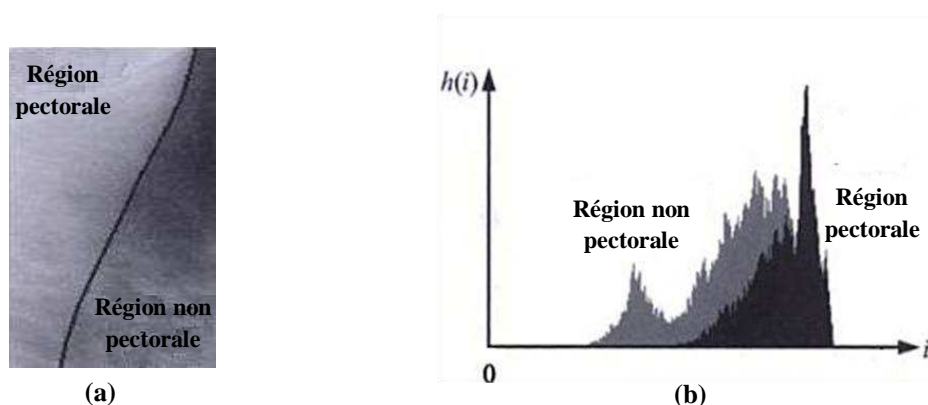 Région
pectorale
Région non
pectorale
(a)
h(i)
Région non
pectorale
Région
pectorale
i
0
(b)